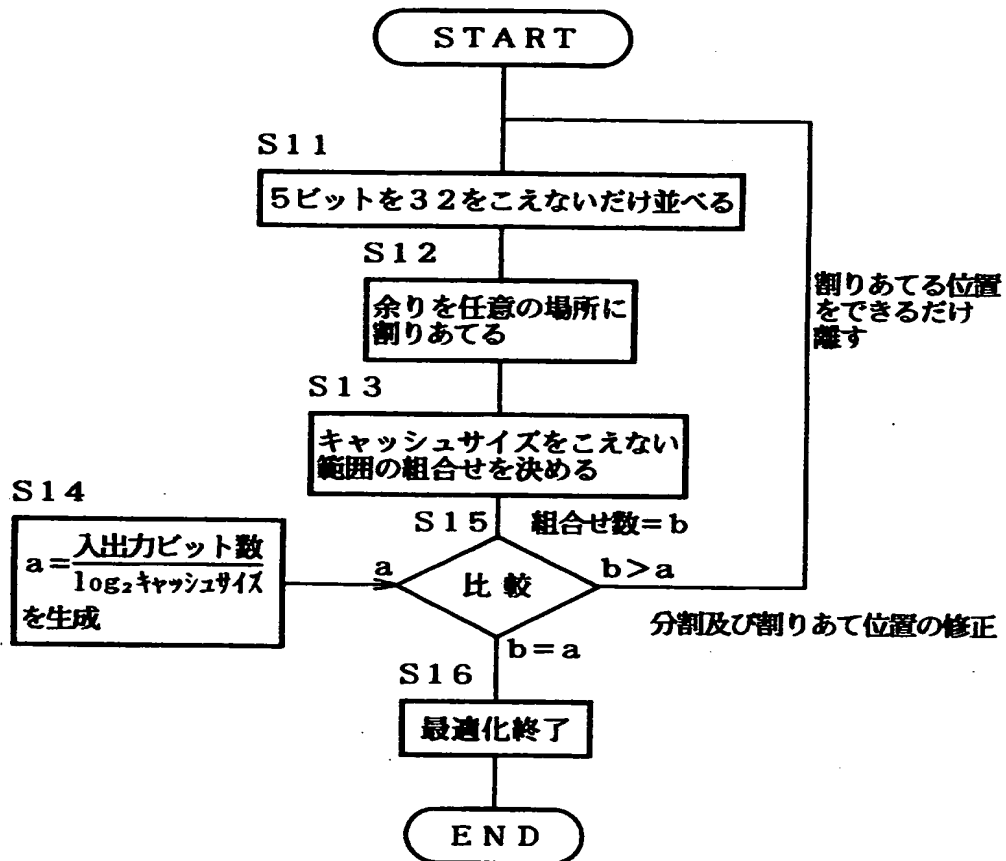 START
S11
5ビットを32をこえないだけ並べる
S12
余りを任意の場所に
割りあてる
割りあてる位置
をできるだけ
離す
S13
キャッシュサイズをこえない
範囲の組合せを決める
S14
a=入出力ビット数
log₂キャッシュサイズ
を生成
S15
組合せ数=b
a
比較
b>a
分割及び割りあて位置の修正
b=a
S16
最適化終了
END